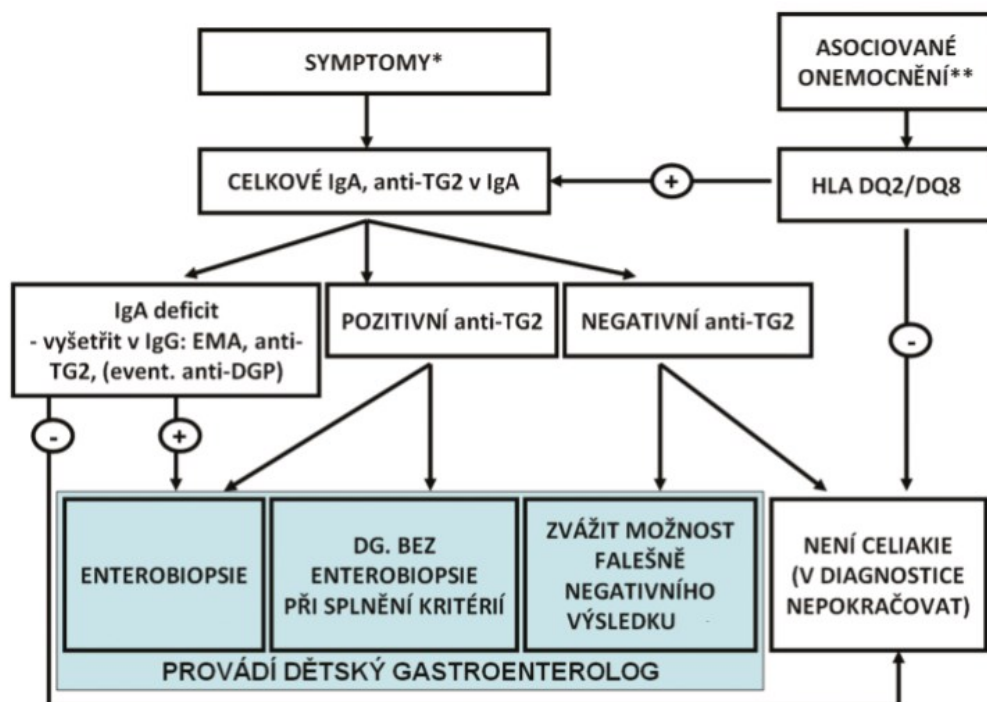 SYMPTOMY*
ASOCIOVANÉ
ONEMOCNĚNÍ**
CELKOVÉ IgA, anti-TG2 v IgA
+
HLA DQ2/DQ8
IgA deficit
- vyšetřit v IgG: EMA, anti-
TG2, (event. anti-DGP)
POZITIVNÍ anti-TG2
NEGATIVNÍ anti-TG2
-
-
+
ENTEROBIOPSIE
DG. BEZ
ENTEROBIOPSIE
PŘI SPLNĚNÍ KRITÉRIÍ
ZVÁŽIT MOŽNOST
FALEŠNĚ
NEGATIVNÍHO
VÝSLEDKU
NENÍ CELIAKIE
(V DIAGNOSTICE
NEPOKRAČOVAT)
PROVÁDÍ DĚTSKÝ GASTROENTEROLOG